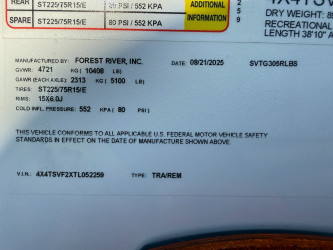 REAR ST225/75R15/E 80 PSI / 552 KPA
SPARE ST225/75R15/E 80 PSI / 552 KPA
ADDITIONAL
INFORMATION
DRY WEIGHT:
RECREATIONAL
LENGTH 38'10"
MANUFACTURED BY: FOREST RIVER, INC. DATE: 08/21/2025 SVTG305RLBS
GVWR: 4721 KG ( 10408 LB)
GAWR (EACH AXLE): 2313 KG ( 5100 LB)
TIRES: ST225/75R15/E
RIMS: 15X6.0J
COLD INFL. PRESSURE: 552 KPA ( 80 PSI)
THIS VEHICLE CONFORMS TO ALL APPLICABLE U.S. FEDERAL MOTOR VEHICLE SAFETY
STANDARDS IN EFFECT ON THE DATE OF MANUFACTURE SHOWN ABOVE.
V.I.N.: 4X4TSVF2XTL052259 TYPE: TRA/REM